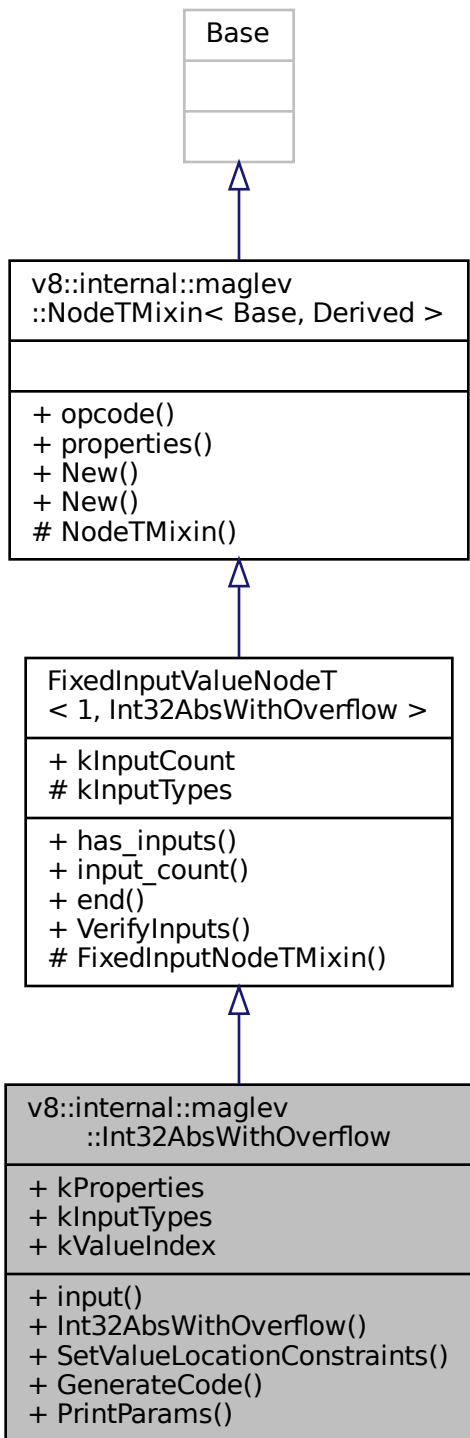 Base
v8::internal::maglev
::NodeTMixin< Base, Derived >
+ opcode()
+ properties()
+ New()
+ New()
# NodeTMixin()
FixedInputValueNodeT
< 1, Int32AbsWithOverflow >
+ kInputCount
# kInputTypes
+ has_inputs()
+ input_count()
+ end()
+ VerifyInputs()
# FixedInputNodeTMixin()
v8::internal::maglev
::Int32AbsWithOverflow
+ kProperties
+ kInputTypes
+ kValueIndex
+ input()
+ Int32AbsWithOverflow()
+ SetValueLocationConstraints()
+ GenerateCode()
+ PrintParams()